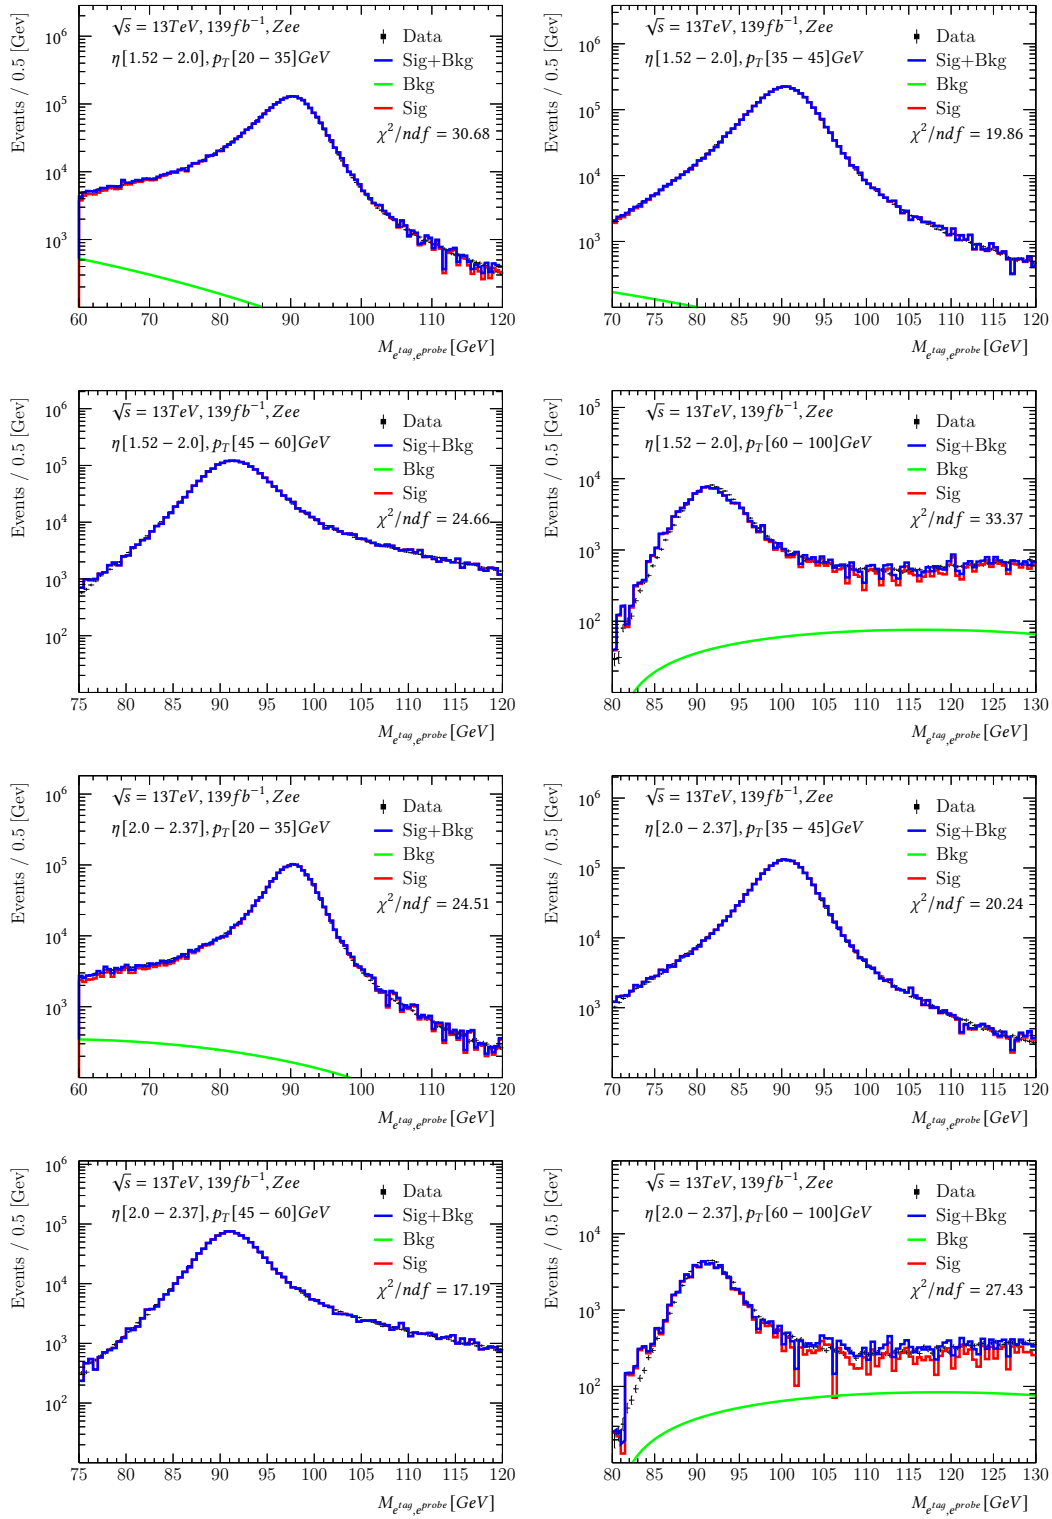 √s = 13TeV, 139fb⁻¹, Zee
η[1.52 − 2.0], p_T[20 − 35]GeV
Data
Sig+Bkg
Bkg
Sig
χ²/ndf = 30.68
Events / 0.5 [Gev]
10⁶
10⁵
10⁴
10³
60 70 80 90 100 110 120
M_{e^{tag},e^{probe}}[GeV]
√s = 13TeV, 139fb⁻¹, Zee
η[1.52 − 2.0], p_T[35 − 45]GeV
Data
Sig+Bkg
Bkg
Sig
χ²/ndf = 19.86
Events / 0.5 [Gev]
10⁶
10⁵
10⁴
10³
70 75 80 85 90 95 100 105 110 115 120
M_{e^{tag},e^{probe}}[GeV]
√s = 13TeV, 139fb⁻¹, Zee
η[1.52 − 2.0], p_T[45 − 60]GeV
Data
Sig+Bkg
Bkg
Sig
χ²/ndf = 24.66
Events / 0.5 [Gev]
10⁶
10⁵
10⁴
10³
10²
75 80 85 90 95 100 105 110 115 120
M_{e^{tag},e^{probe}}[GeV]
√s = 13TeV, 139fb⁻¹, Zee
η[1.52 − 2.0], p_T[60 − 100]GeV
Data
Sig+Bkg
Bkg
Sig
χ²/ndf = 33.37
Events / 0.5 [Gev]
10⁵
10⁴
10³
10²
80 85 90 95 100 105 110 115 120 125 130
M_{e^{tag},e^{probe}}[GeV]
√s = 13TeV, 139fb⁻¹, Zee
η[2.0 − 2.37], p_T[20 − 35]GeV
Data
Sig+Bkg
Bkg
Sig
χ²/ndf = 24.51
Events / 0.5 [Gev]
10⁶
10⁵
10⁴
10³
60 70 80 90 100 110 120
M_{e^{tag},e^{probe}}[GeV]
√s = 13TeV, 139fb⁻¹, Zee
η[2.0 − 2.37], p_T[35 − 45]GeV
Data
Sig+Bkg
Bkg
Sig
χ²/ndf = 20.24
Events / 0.5 [Gev]
10⁶
10⁵
10⁴
10³
70 75 80 85 90 95 100 105 110 115 120
M_{e^{tag},e^{probe}}[GeV]
√s = 13TeV, 139fb⁻¹, Zee
η[2.0 − 2.37], p_T[45 − 60]GeV
Data
Sig+Bkg
Bkg
Sig
χ²/ndf = 17.19
Events / 0.5 [Gev]
10⁶
10⁵
10⁴
10³
10²
75 80 85 90 95 100 105 110 115 120
M_{e^{tag},e^{probe}}[GeV]
√s = 13TeV, 139fb⁻¹, Zee
η[2.0 − 2.37], p_T[60 − 100]GeV
Data
Sig+Bkg
Bkg
Sig
χ²/ndf = 27.43
Events / 0.5 [Gev]
10⁴
10³
10²
80 85 90 95 100 105 110 115 120 125 130
M_{e^{tag},e^{probe}}[GeV]